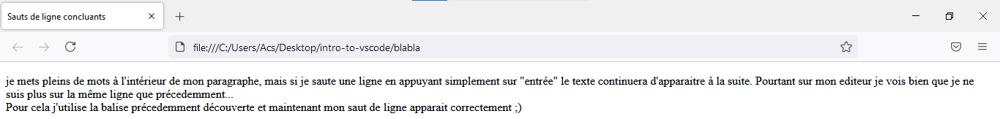 Sauts de ligne concluants
file:///C:/Users/Acs/Desktop/intro-to-vscode/blabla
je mets pleins de mots à l'intérieur de mon paragraphe, mais si je saute une ligne en appuyant simplement sur "entrée" le texte continuera d'apparaitre à la suite. Pourtant sur mon editeur je vois bien que je ne
suis plus sur la même ligne que précedemment...
Pour cela j'utilise la balise précedemment découverte et maintenant mon saut de ligne apparait correctement ;)